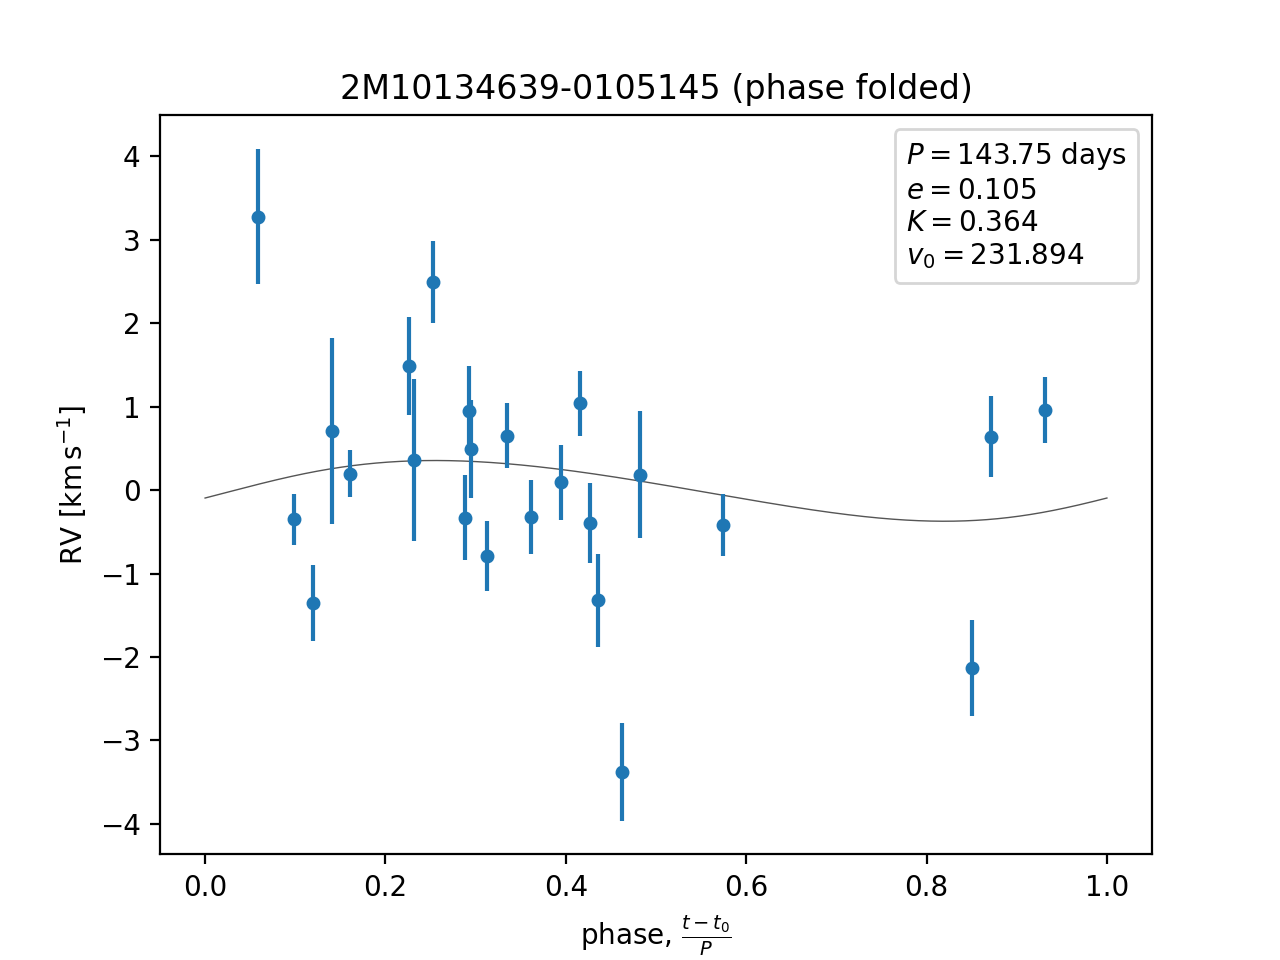 2M10134639-0105145 (phase folded)
P = 143.75 days
e = 0.105
K = 0.364
v₀ = 231.894
4
3
2
1
0
−1
−2
−3
−4
RV [km s⁻¹]
0.0 0.2 0.4 0.6 0.8 1.0
phase, (t − t₀)/P